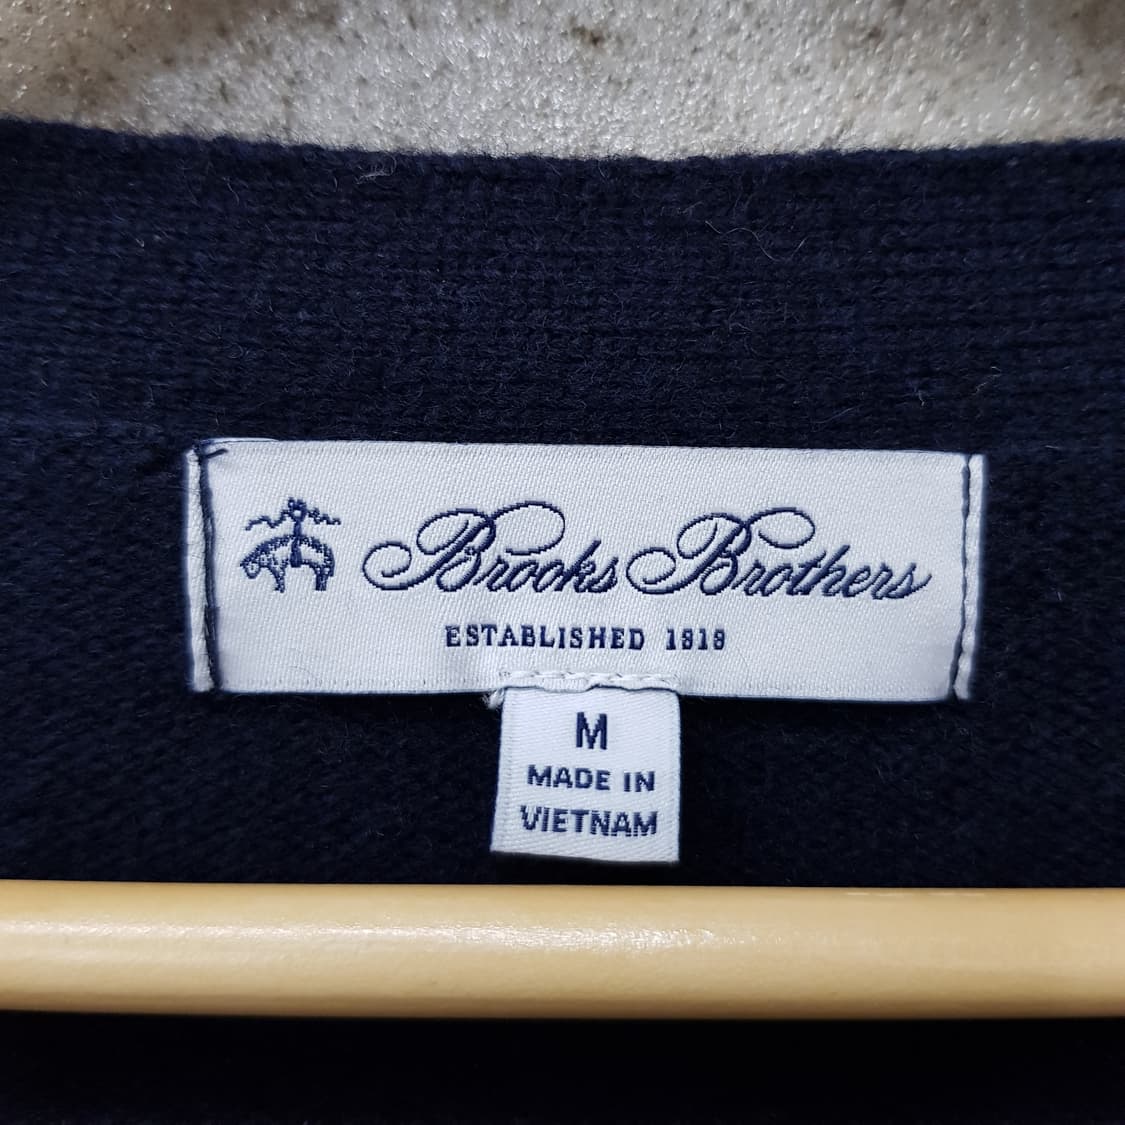 Brooks Brothers
ESTABLISHED 1818
M
MADE IN
VIETNAM